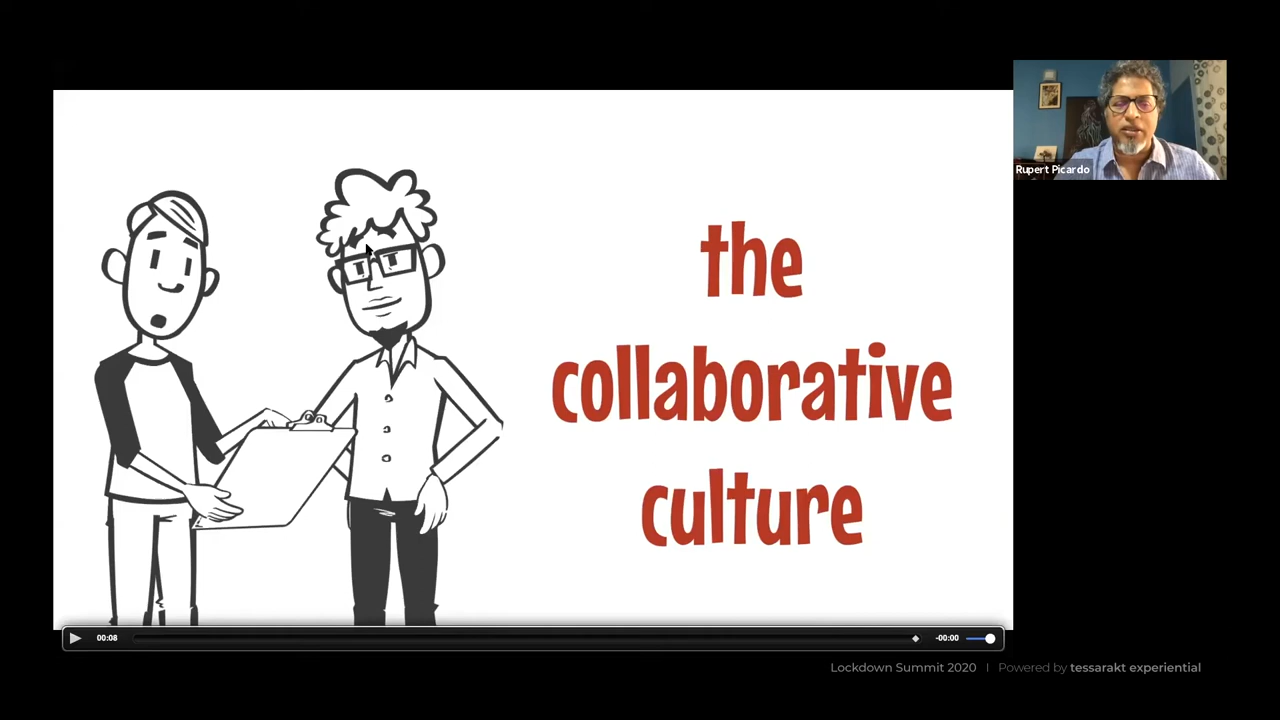 Rupert Picardo
the
collaborative
culture
00:08
-00:00
Lockdown Summit 2020 | Powered by tessarakt experiential